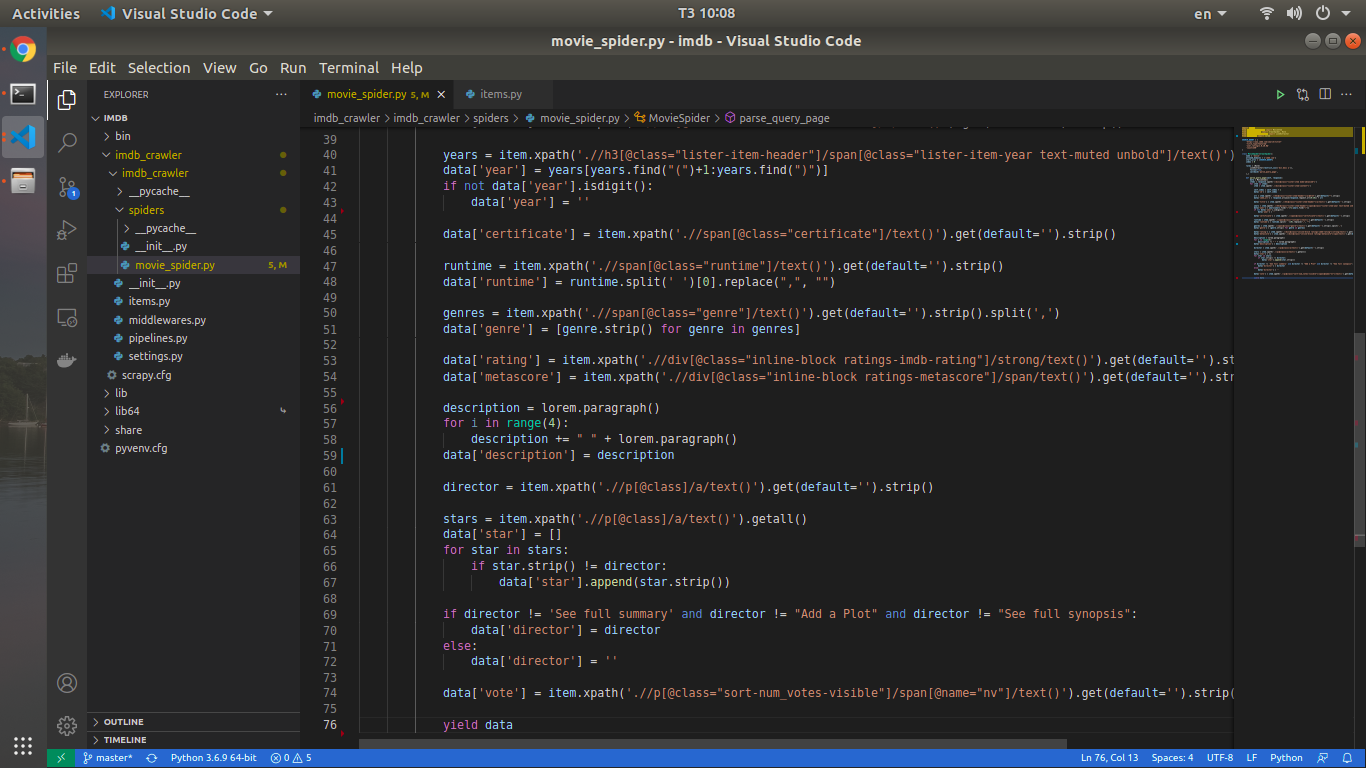 Activities Visual Studio Code T3 10:08 en
movie_spider.py - imdb - Visual Studio Code
File Edit Selection View Go Run Terminal Help
EXPLORER ··· movie_spider.py 5, M items.py
imdb_crawler > imdb_crawler > spiders > movie_spider.py > MovieSpider > parse_query_page
IMDB
bin
imdb_crawler
imdb_crawler
__pycache__
spiders
__pycache__
__init__.py
movie_spider.py 5, M
__init__.py
items.py
middlewares.py
pipelines.py
settings.py
scrapy.cfg
lib
lib64
share
pyvenv.cfg
OUTLINE
TIMELINE
1
39
40 years = item.xpath('.//h3[@class="lister-item-header"]/span[@class="lister-item-year text-muted unbold"]/text()')
41 data['year'] = years[years.find("(")+1:years.find(")")]
42 if not data['year'].isdigit():
43 data['year'] = ''
44
45 data['certificate'] = item.xpath('.//span[@class="certificate"]/text()').get(default='').strip()
46
47 runtime = item.xpath('.//span[@class="runtime"]/text()').get(default='').strip()
48 data['runtime'] = runtime.split(' ')[0].replace(",", "")
49
50 genres = item.xpath('.//span[@class="genre"]/text()').get(default='').strip().split(',')
51 data['genre'] = [genre.strip() for genre in genres]
52
53 data['rating'] = item.xpath('.//div[@class="inline-block ratings-imdb-rating"]/strong/text()').get(default='').st
54 data['metascore'] = item.xpath('.//div[@class="inline-block ratings-metascore"]/span/text()').get(default='').str
55
56 description = lorem.paragraph()
57 for i in range(4):
58 description += " " + lorem.paragraph()
59 data['description'] = description
60
61 director = item.xpath('.//p[@class]/a/text()').get(default='').strip()
62
63 stars = item.xpath('.//p[@class]/a/text()').getall()
64 data['star'] = []
65 for star in stars:
66 if star.strip() != director:
67 data['star'].append(star.strip())
68
69 if director != 'See full summary' and director != "Add a Plot" and director != "See full synopsis":
70 data['director'] = director
71 else:
72 data['director'] = ''
73
74 data['vote'] = item.xpath('.//p[@class="sort-num_votes-visible"]/span[@name="nv"]/text()').get(default='').strip(
75
76 yield data
master* Python 3.6.9 64-bit 0 5 Ln 76, Col 13 Spaces: 4 UTF-8 LF Python